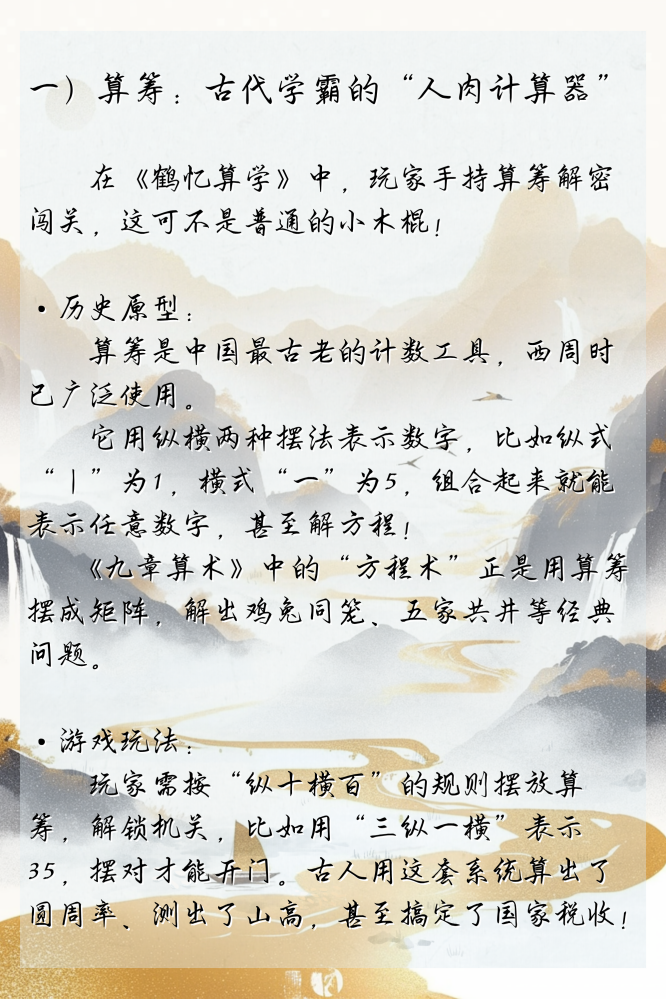 一）算筹：古代学霸的“人肉计算器”
在《鹤忆算学》中，玩家手持算筹解密
闯关，这可不是普通的小木棍！
·历史原型：
算筹是中国最古老的计数工具，西周时
已广泛使用。
它用纵横两种摆法表示数字，比如纵式
“｜”为1，横式“一”为5，组合起来就能
表示任意数字，甚至解方程！
《九章算术》中的“方程术”正是用算筹
摆成矩阵，解出鸡兔同笼、五家共井等经典
问题。
·游戏玩法：
玩家需按“纵十横百”的规则摆放算
筹，解锁机关，比如用“三纵一横”表示
35，摆对才能开门。古人用这套系统算出了
圆周率、测出了山高，甚至搞定了国家税收！